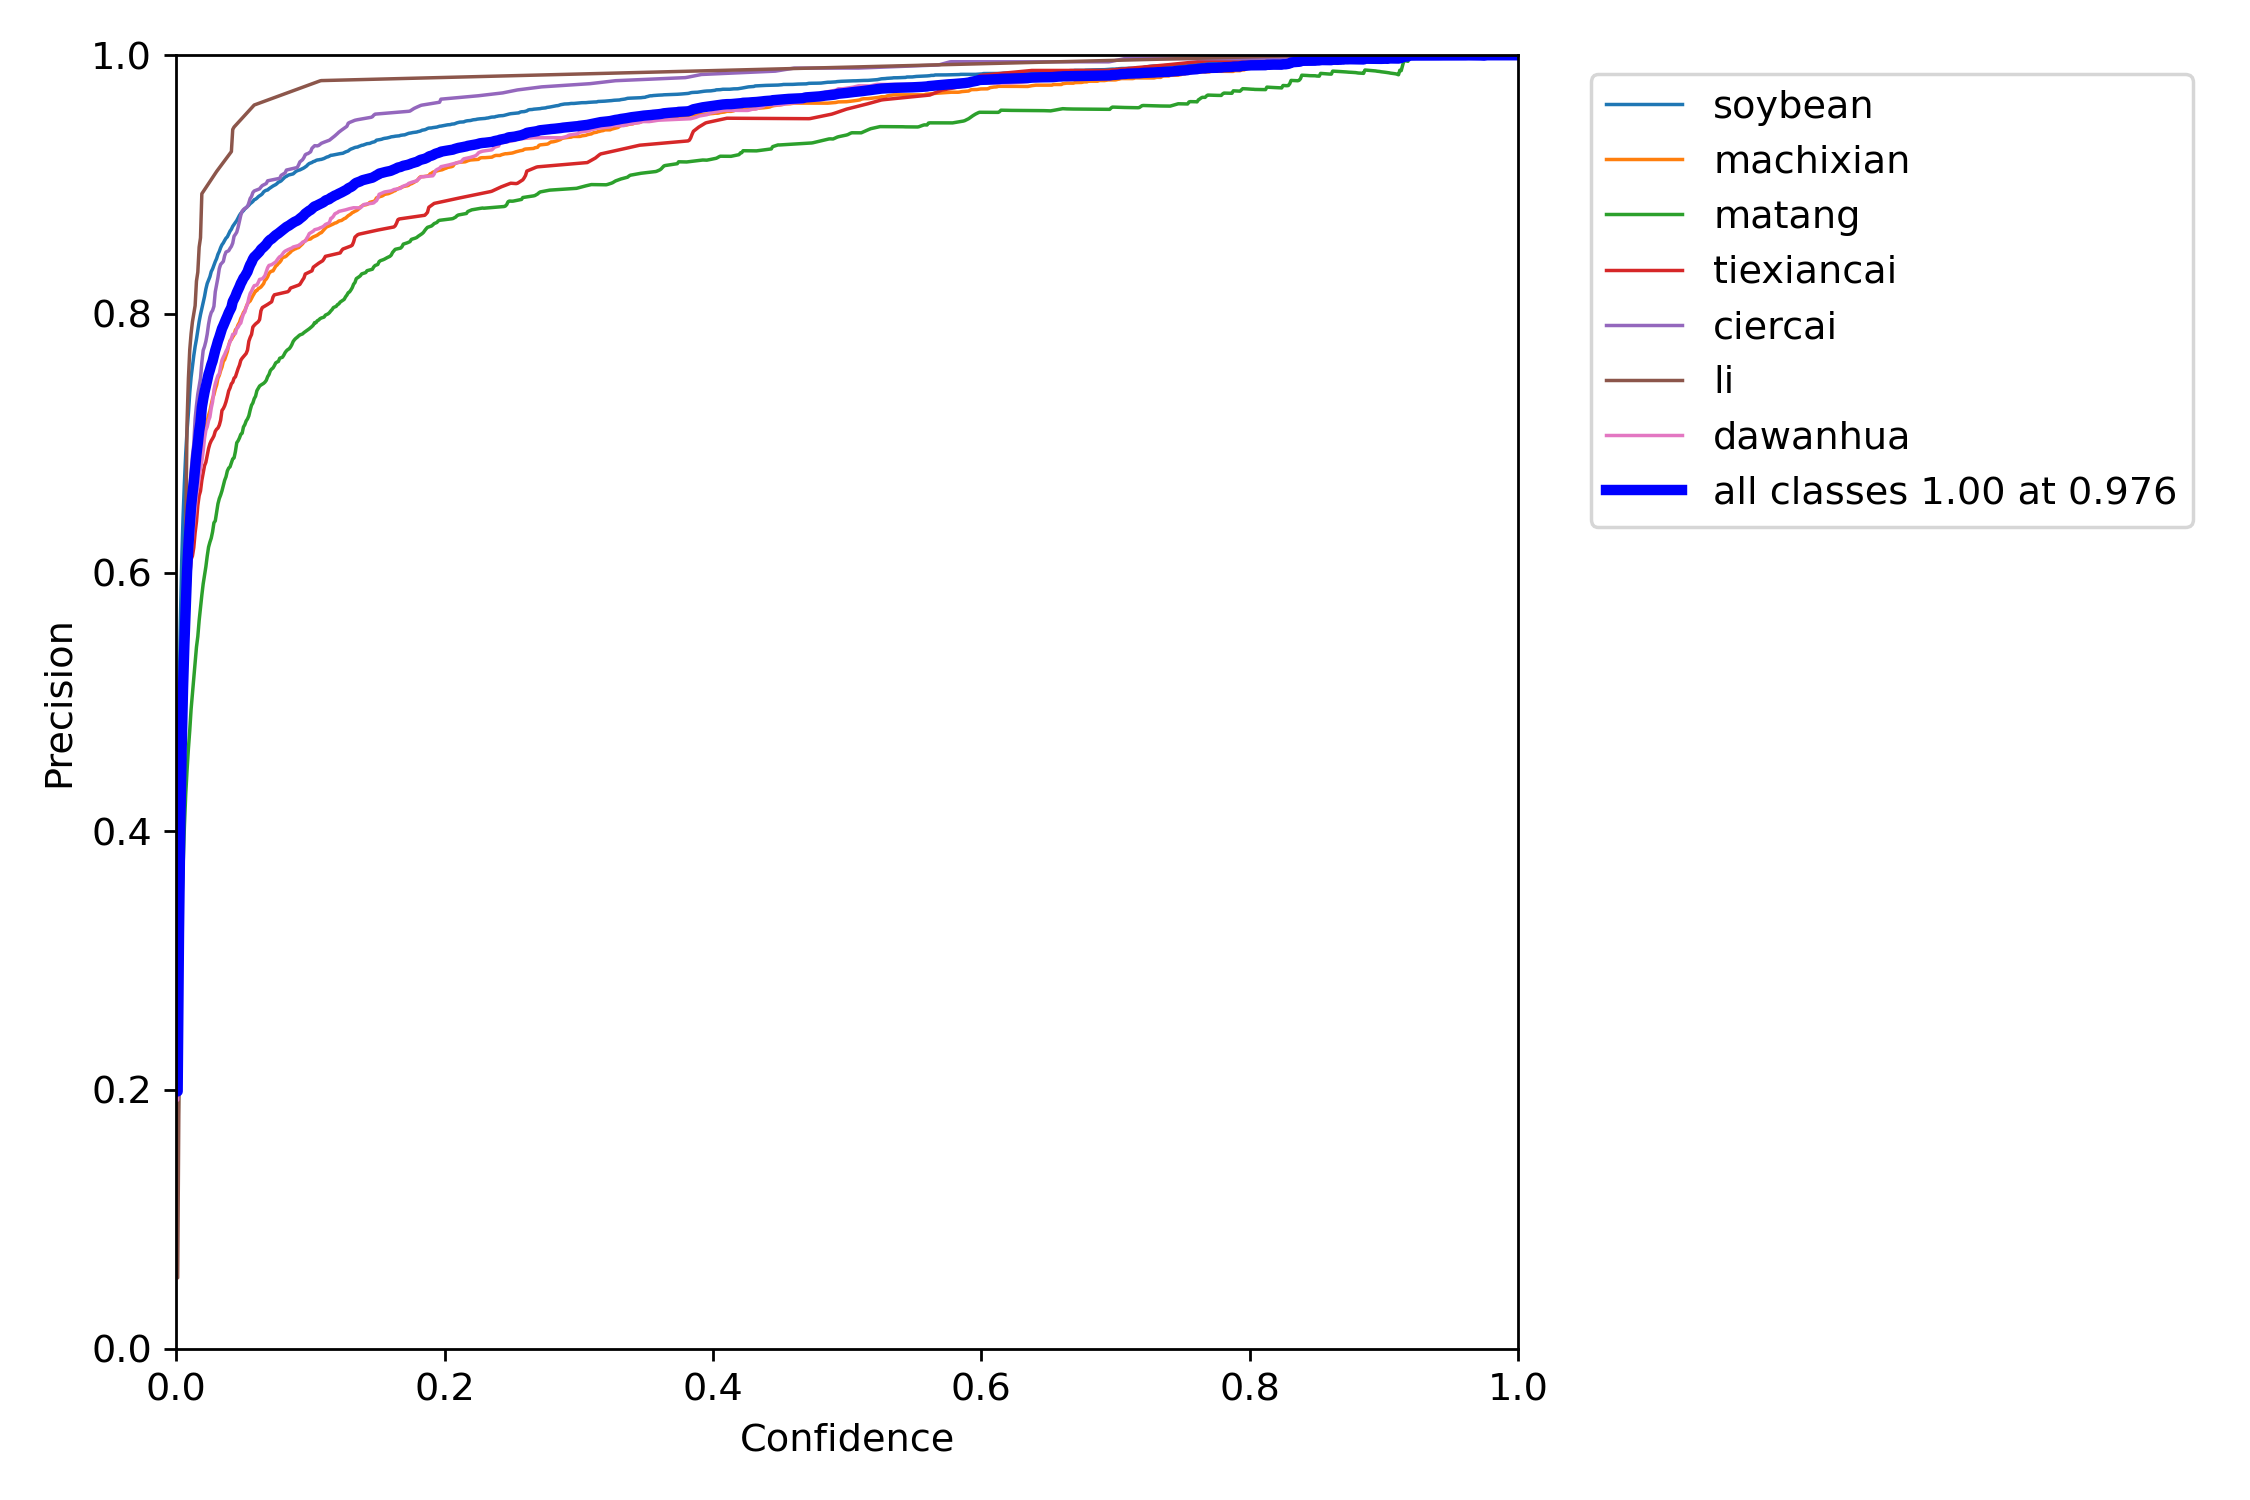 1.0
0.8
0.6
0.4
0.2
0.0
Precision
0.0 0.2 0.4 0.6 0.8 1.0
Confidence
soybean
machixian
matang
tiexiancai
ciercai
li
dawanhua
all classes 1.00 at 0.976